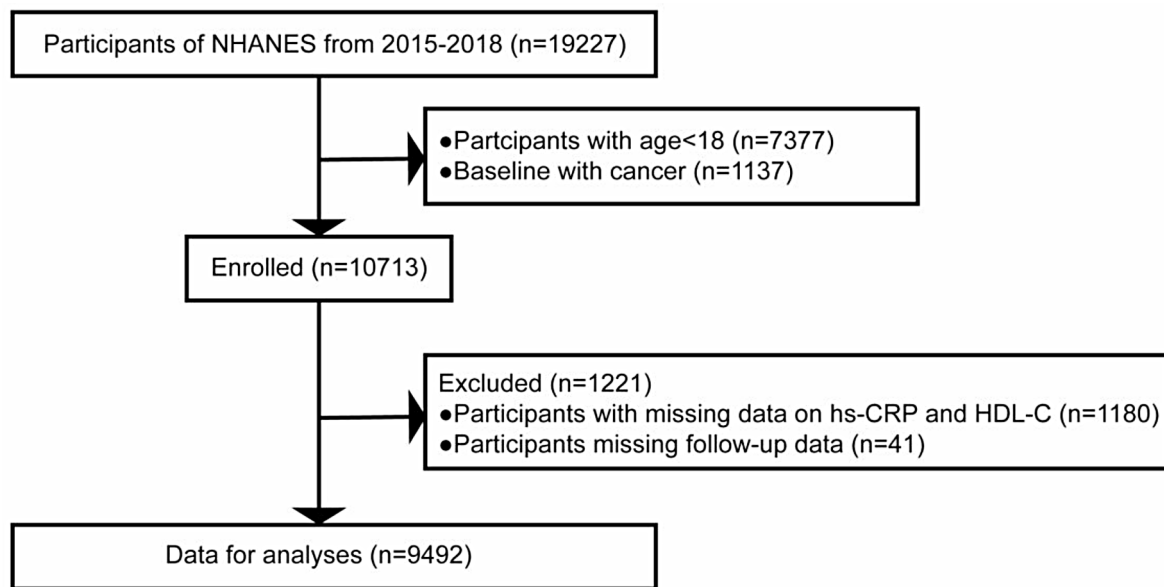 Participants of NHANES from 2015-2018 (n=19227)
●Partcipants with age<18 (n=7377)
●Baseline with cancer (n=1137)
Enrolled (n=10713)
Excluded (n=1221)
●Participants with missing data on hs-CRP and HDL-C (n=1180)
●Participants missing follow-up data (n=41)
Data for analyses (n=9492)